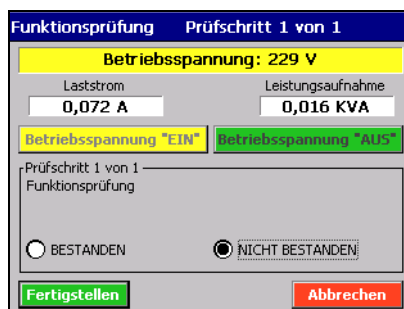 Funktionsprüfung Prüfschritt 1 von 1
Betriebsspannung: 229 V
Laststrom Leistungsaufnahme
0,072 A 0,016 KVA
Betriebsspannung "EIN" Betriebsspannung "AUS"
Prüfschritt 1 von 1
Funktionsprüfung
BESTANDEN NICHT BESTANDEN
Fertigstellen Abbrechen